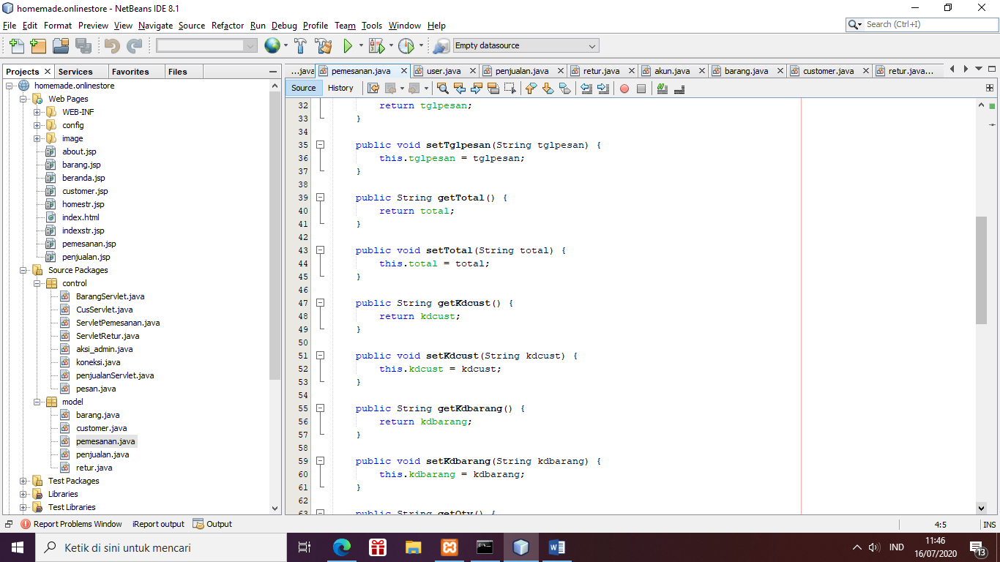 homemade.onlinestore - NetBeans IDE 8.1
File Edit Format Preview View Navigate Source Refactor Run Debug Profile Team Tools Window Help
Search (Ctrl+I)
Empty datasource
Projects Services Favorites Files
homemade.onlinestore
Web Pages
WEB-INF
config
image
about.jsp
barang.jsp
beranda.jsp
customer.jsp
homestr.jsp
index.html
indexstr.jsp
pemesanan.jsp
penjualan.jsp
Source Packages
control
BarangServlet.java
CusServlet.java
ServletPemesanan.java
ServletRetur.java
aksi_admin.java
koneksi.java
penjualanServlet.java
pesan.java
model
barang.java
customer.java
pemesanan.java
penjualan.java
retur.java
Test Packages
Libraries
Test Libraries
...java pemesanan.java user.java penjualan.java retur.java akun.java barang.java customer.java retur.java...
Source History
32 return tglpesan;
33 }
34
35 public void setTglpesan(String tglpesan) {
36 this.tglpesan = tglpesan;
37 }
38
39 public String getTotal() {
40 return total;
41 }
42
43 public void setTotal(String total) {
44 this.total = total;
45 }
46
47 public String getKdcust() {
48 return kdcust;
49 }
50
51 public void setKdcust(String kdcust) {
52 this.kdcust = kdcust;
53 }
54
55 public String getKdbarang() {
56 return kdbarang;
57 }
58
59 public void setKdbarang(String kdbarang) {
60 this.kdbarang = kdbarang;
61 }
62
63 public String getQty() {
Report Problems Window iReport output Output
4:5 INS
Ketik di sini untuk mencari
IND
11:46
16/07/2020
13